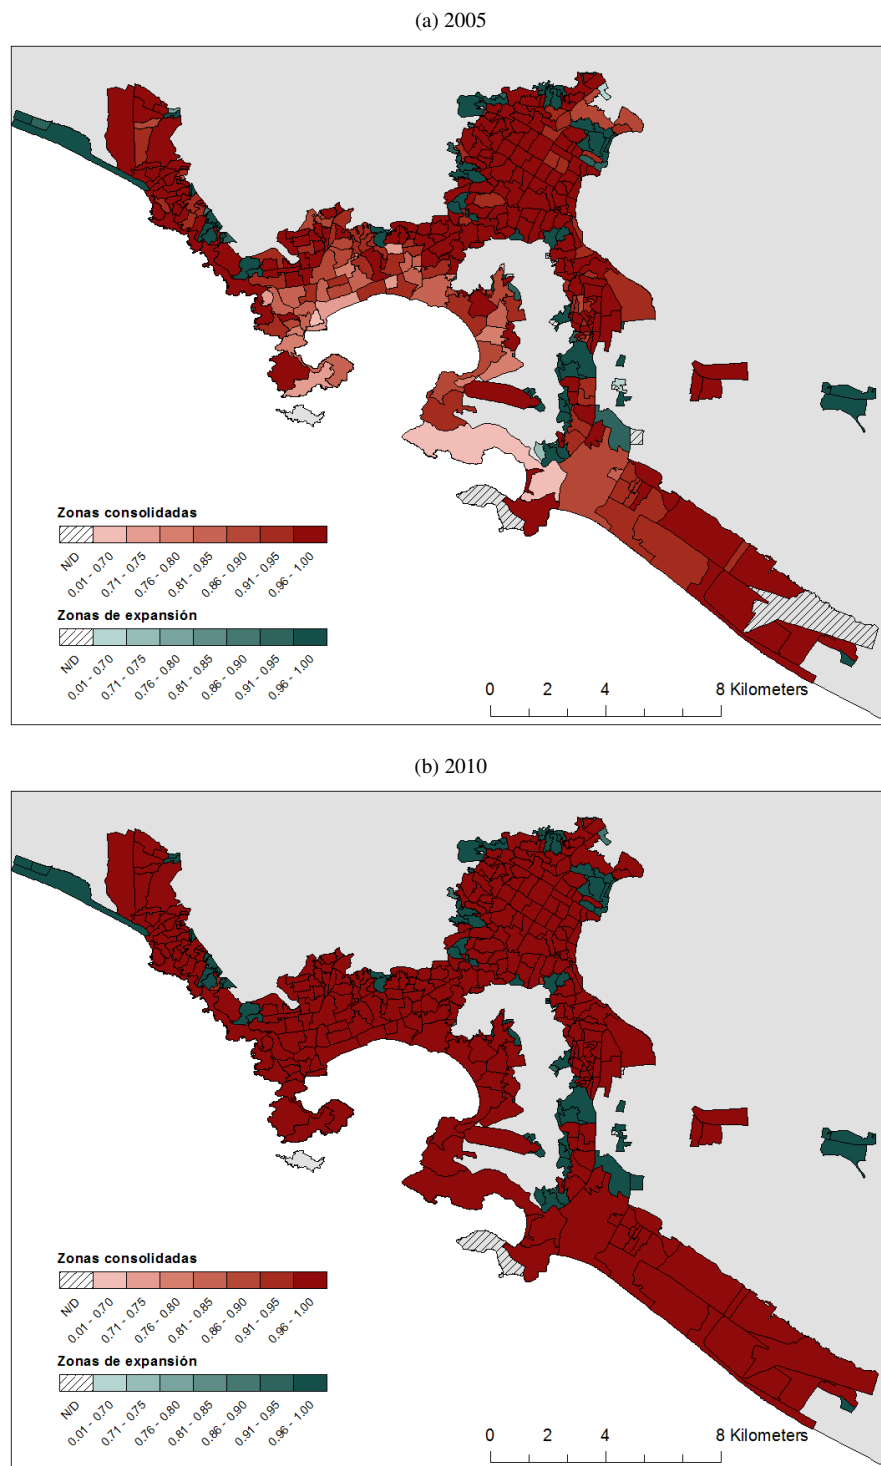 (a) 2005
Zonas consolidadas
N/D
0.01 - 0.70
0.71 - 0.75
0.76 - 0.80
0.81 - 0.85
0.86 - 0.90
0.91 - 0.95
0.96 - 1.00
Zonas de expansión
N/D
0.01 - 0.70
0.71 - 0.75
0.76 - 0.80
0.81 - 0.85
0.86 - 0.90
0.91 - 0.95
0.96 - 1.00
0 2 4 8 Kilometers
(b) 2010
Zonas consolidadas
N/D
0.01 - 0.70
0.71 - 0.75
0.76 - 0.80
0.81 - 0.85
0.86 - 0.90
0.91 - 0.95
0.96 - 1.00
Zonas de expansión
N/D
0.01 - 0.70
0.71 - 0.75
0.76 - 0.80
0.81 - 0.85
0.86 - 0.90
0.91 - 0.95
0.96 - 1.00
0 2 4 8 Kilometers